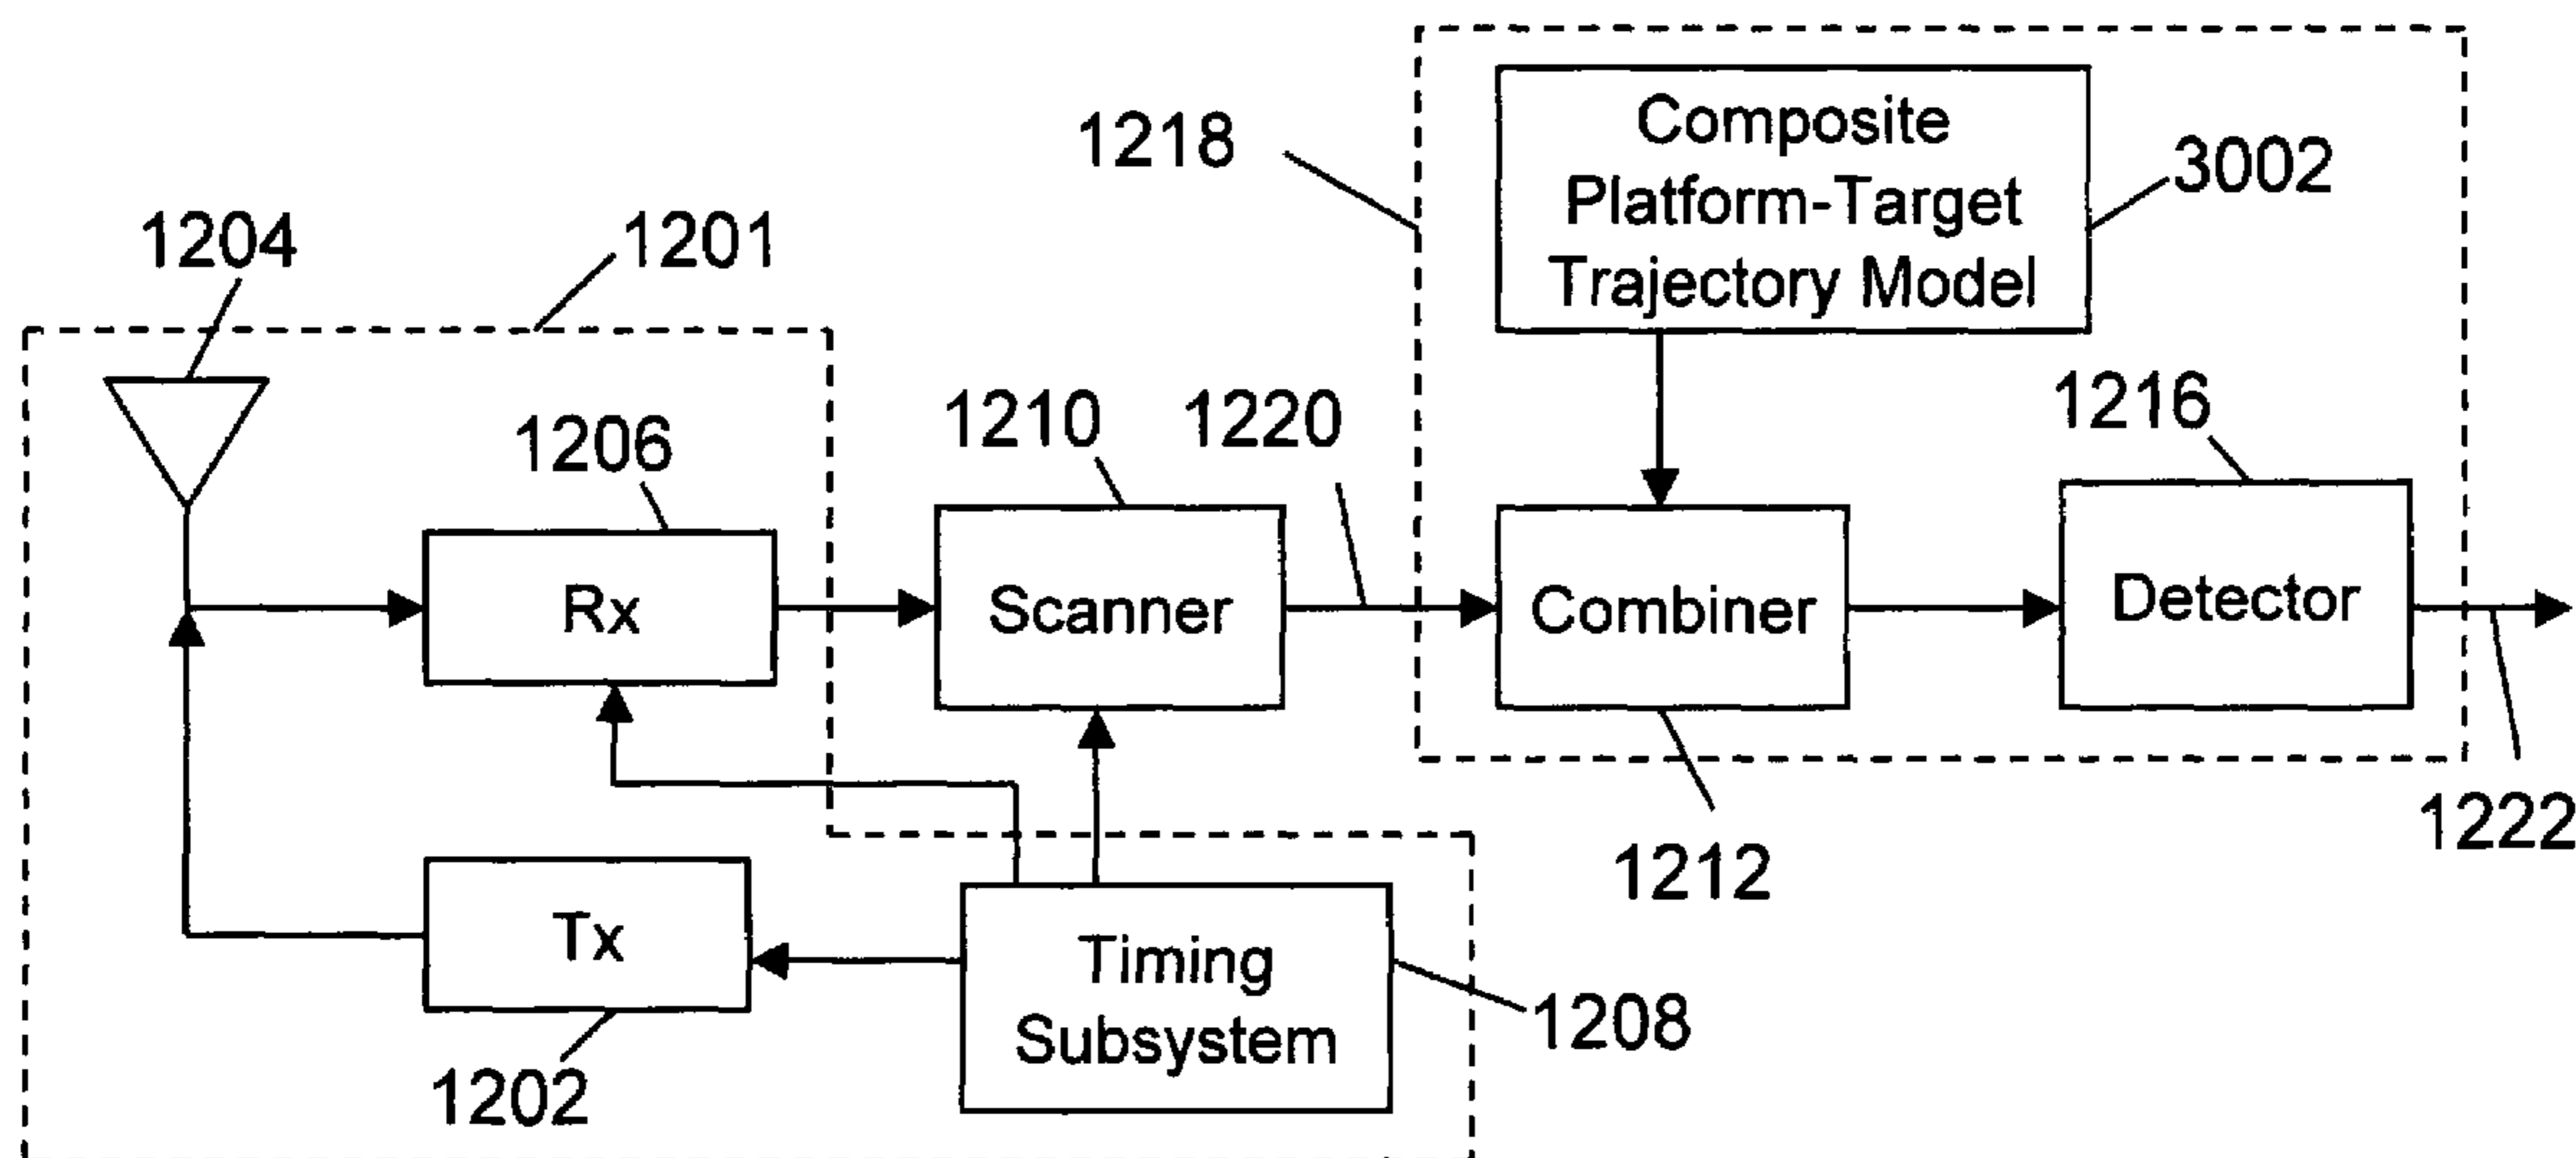 Composite
Platform-Target
Trajectory Model
3002
1218
1204
1201
1206
1210
1220
1216
Rx
Scanner
Combiner
Detector
1222
1212
Tx
Timing
Subsystem
1208
1202